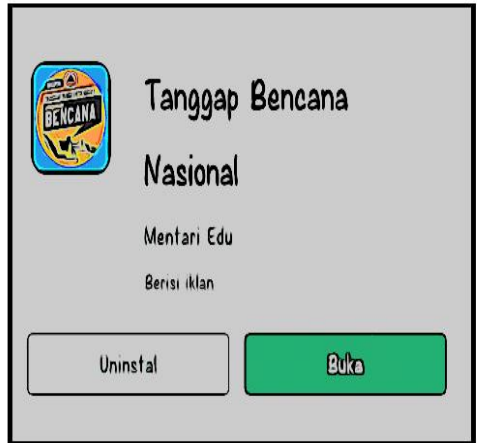 BENCANA
Tanggap Bencana
Nasional
Mentari Edu
Berisi iklan
Uninstal
Buka